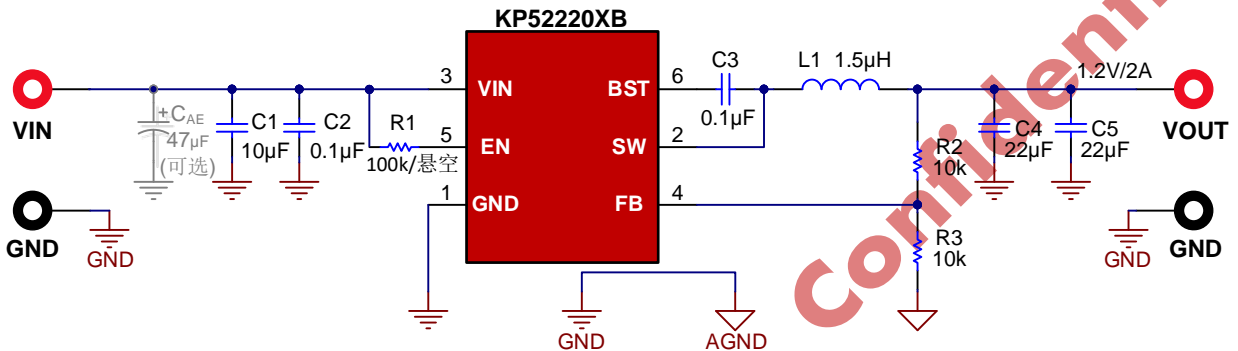 KP52220XB
VIN
+
C_AE
47µF
(可选)
C1
10µF
C2
0.1µF
R1
100k/悬空
3
5
1
VIN
EN
GND
BST
SW
FB
6
2
4
C3
0.1µF
L1 1.5µH
1.2V/2A
R2
10k
R3
10k
C4
22µF
C5
22µF
VOUT
GND
GND
GND
AGND
GND
GND
Confidenti